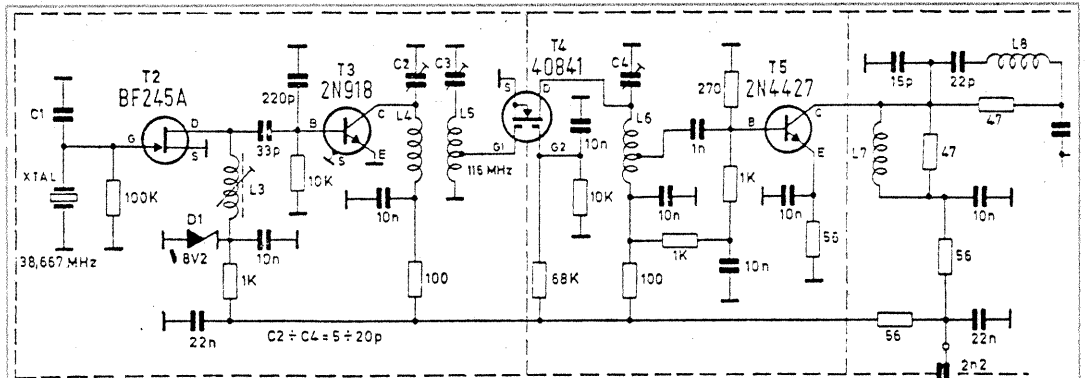 T2
BF245A
C1
G
D
S
XTAL
100K
38,667 MHz
33p
L3
D1
8V2
10n
1K
22n
220p
T3
2N918
B
C
E
S
10K
C2
C3
L4
L5
10n
100
C2 ÷ C4 = 5 ÷ 20p
116 MHz
T4
40841
S
D
G1
G2
10n
10K
68K
C4
L6
10n
1n
1K
100
10n
270
T5
2N4427
B
C
E
1K
10n
56
15p
22p
L8
47
L7
47
10n
56
56
22n
2n2